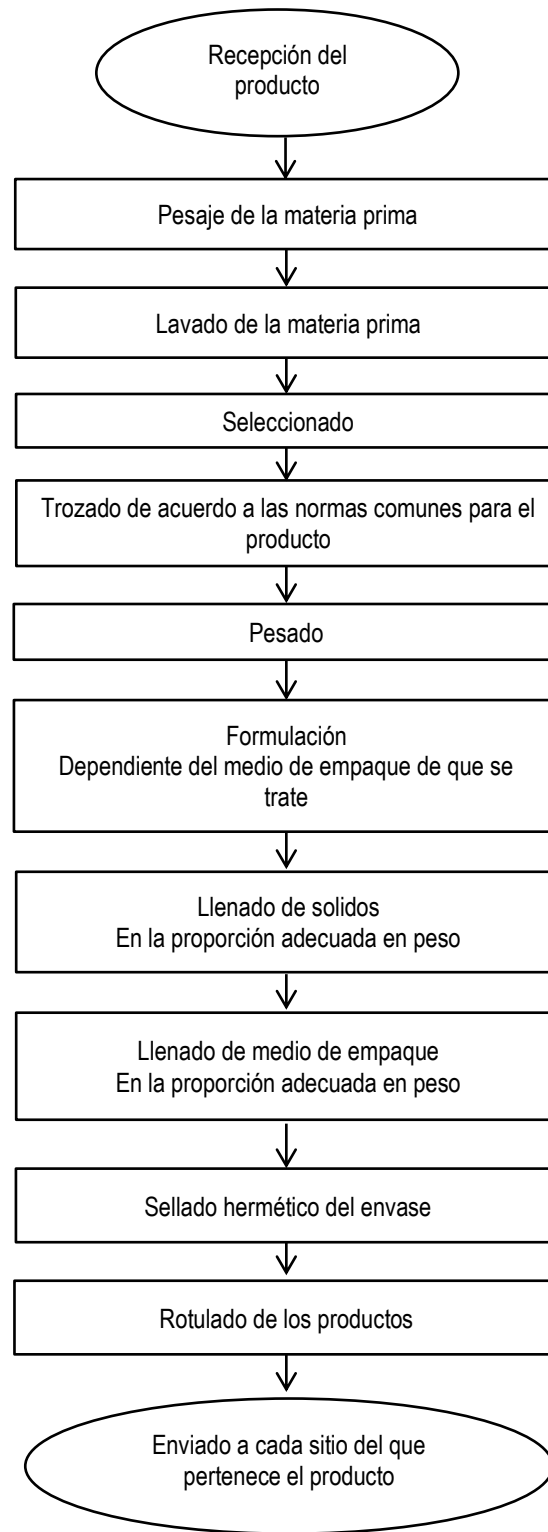 Recepción del
producto
Pesaje de la materia prima
Lavado de la materia prima
Seleccionado
Trozado de acuerdo a las normas comunes para el
producto
Pesado
Formulación
Dependiente del medio de empaque de que se
trate
Llenado de solidos
En la proporción adecuada en peso
Llenado de medio de empaque
En la proporción adecuada en peso
Sellado hermético del envase
Rotulado de los productos
Enviado a cada sitio del que
pertenece el producto